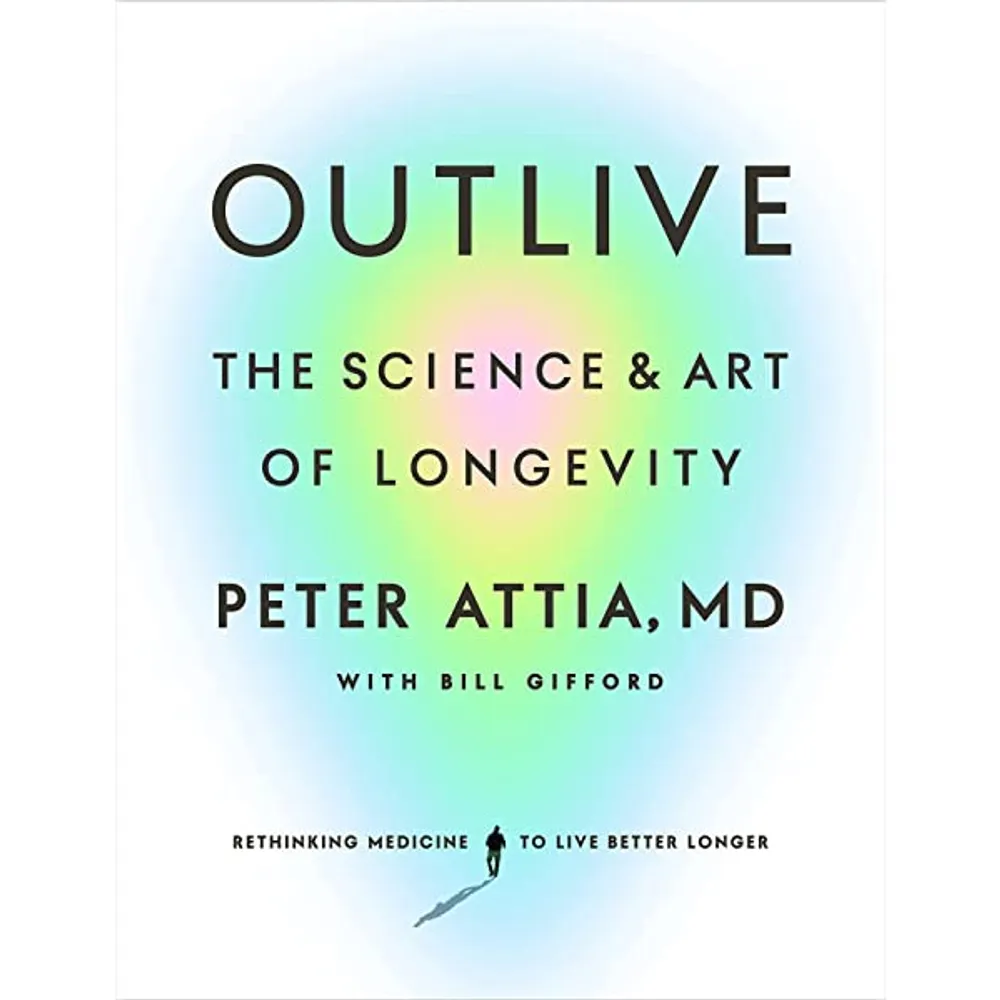 OUTLIVE
THE SCIENCE & ART
OF LONGEVITY
PETER ATTIA, MD
WITH BILL GIFFORD
RETHINKING MEDICINE TO LIVE BETTER LONGER